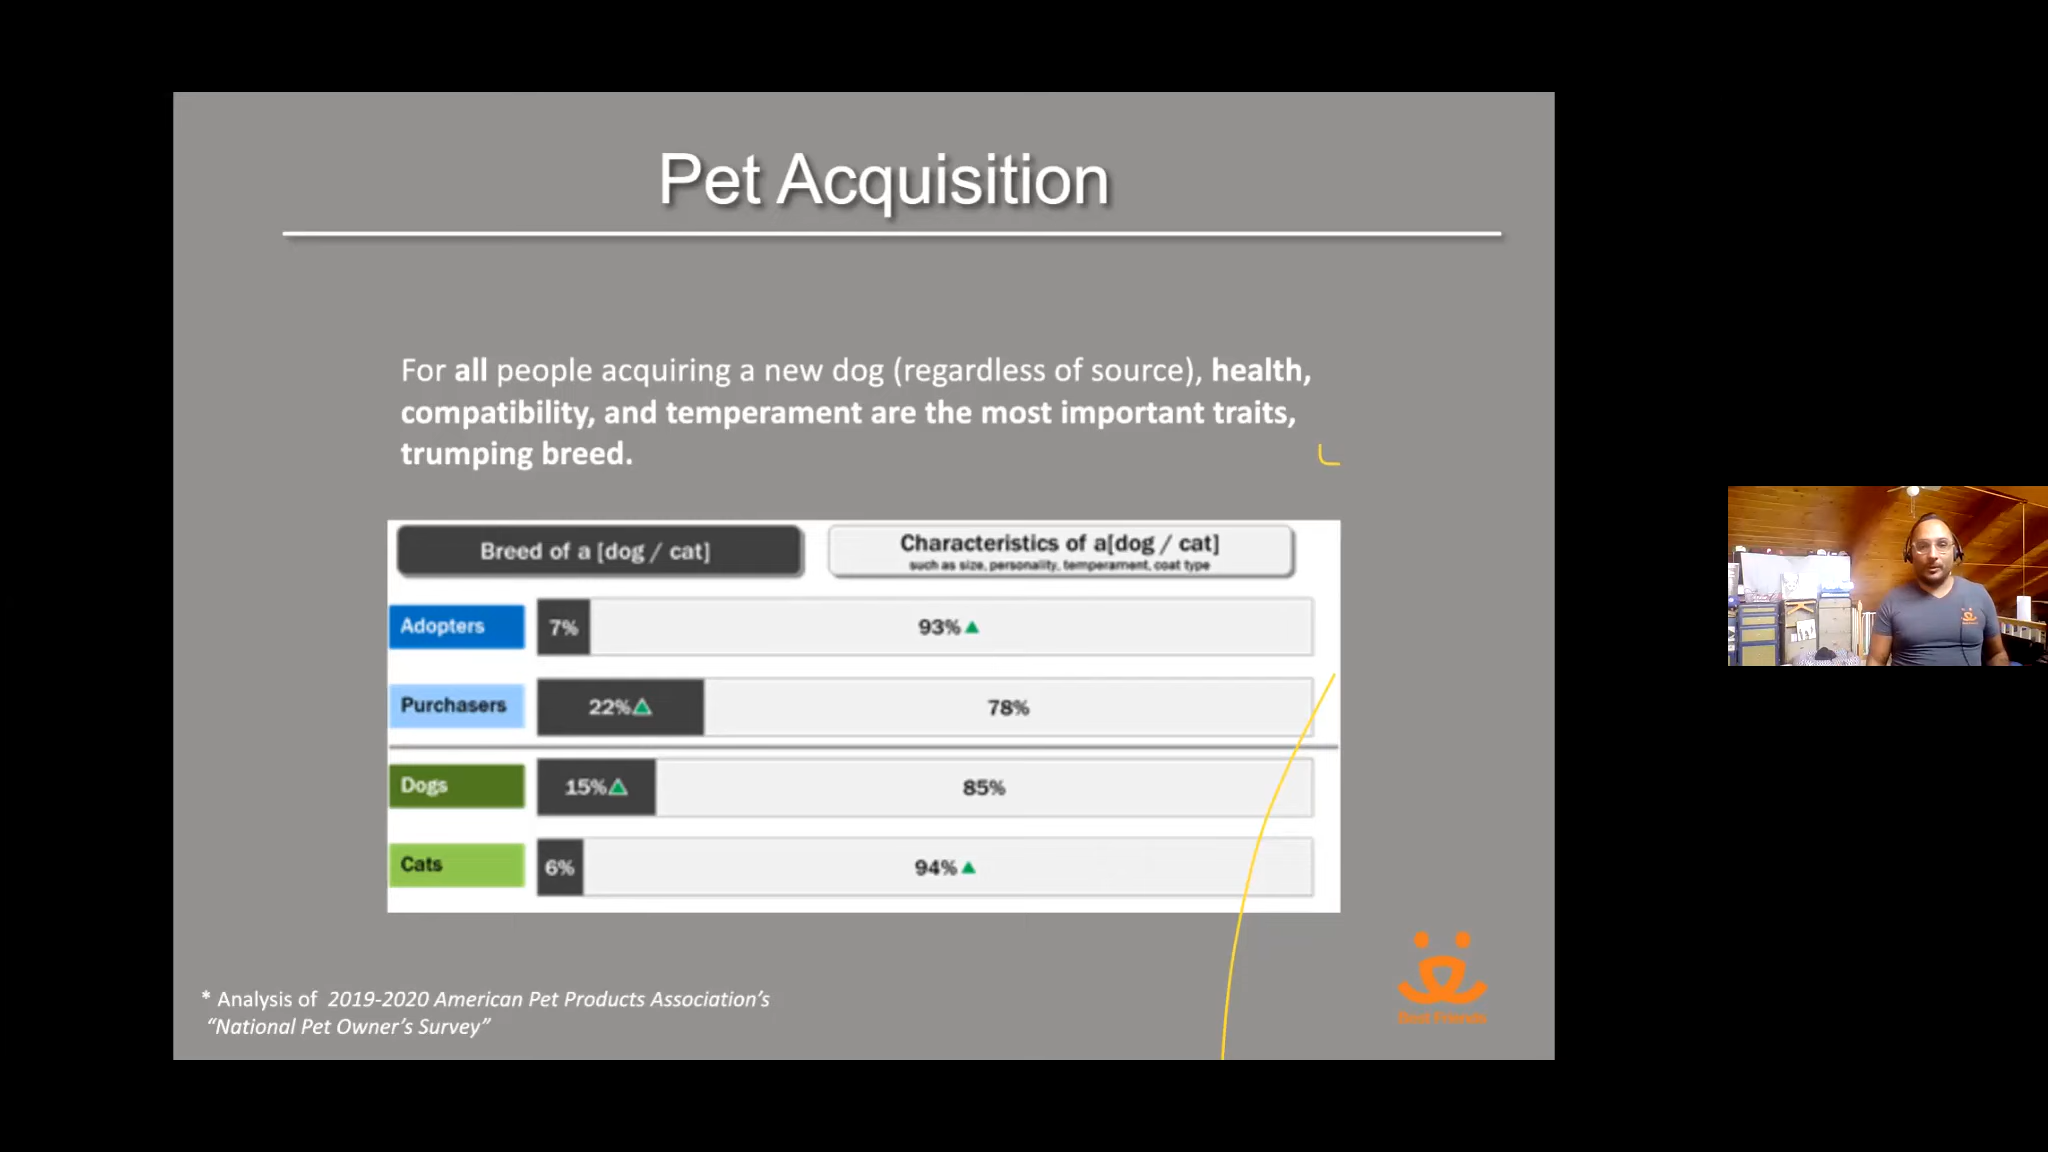 Pet Acquisition
For all people acquiring a new dog (regardless of source), health,
compatibility, and temperament are the most important traits,
trumping breed.
Breed of a [dog / cat]
Characteristics of a[dog / cat]
such as size, personality, temperament, coat type
Adopters 7% 93%
Purchasers 22% 78%
Dogs 15% 85%
Cats 6% 94%
* Analysis of 2019-2020 American Pet Products Association’s
“National Pet Owner’s Survey”
Best Friends